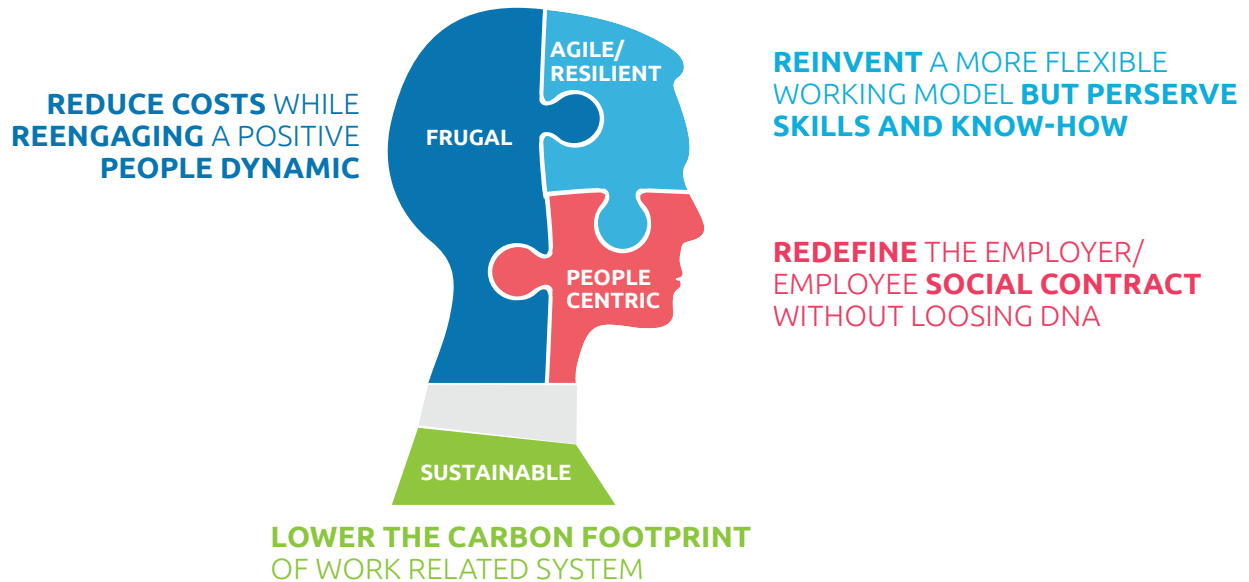 REDUCE COSTS WHILE
REENGAGING A POSITIVE
PEOPLE DYNAMIC
FRUGAL
AGILE/
RESILIENT
REINVENT A MORE FLEXIBLE
WORKING MODEL BUT PERSERVE
SKILLS AND KNOW-HOW
PEOPLE
CENTRIC
REDEFINE THE EMPLOYER/
EMPLOYEE SOCIAL CONTRACT
WITHOUT LOOSING DNA
SUSTAINABLE
LOWER THE CARBON FOOTPRINT
OF WORK RELATED SYSTEM